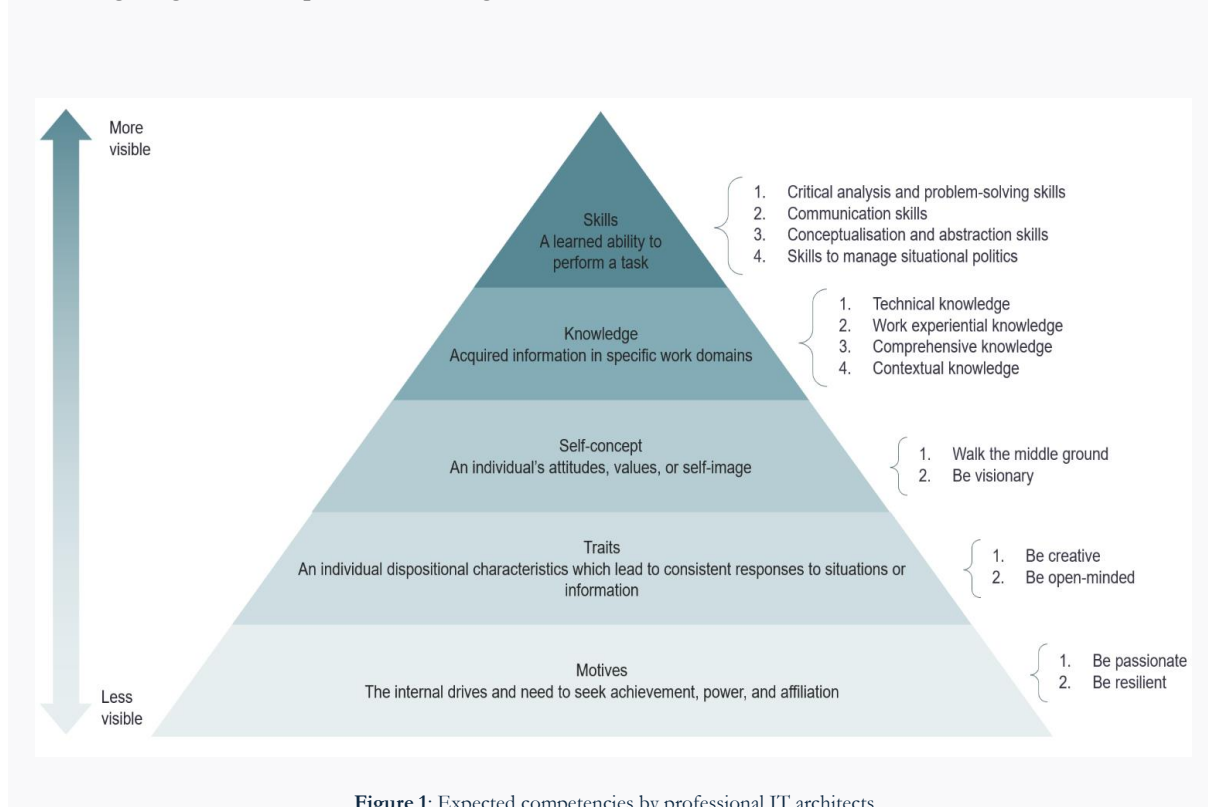 More
visible
Skills
A learned ability to
perform a task
1. Critical analysis and problem-solving skills
2. Communication skills
3. Conceptualisation and abstraction skills
4. Skills to manage situational politics
Knowledge
Acquired information in specific work domains
1. Technical knowledge
2. Work experiential knowledge
3. Comprehensive knowledge
4. Contextual knowledge
Self-concept
An individual's attitudes, values, or self-image
1. Walk the middle ground
2. Be visionary
Traits
An individual dispositional characteristics which lead to consistent responses to situations or
information
1. Be creative
2. Be open-minded
Motives
The internal drives and need to seek achievement, power, and affiliation
1. Be passionate
2. Be resilient
Less
visible
Figure 1: Expected competencies by professional IT architects